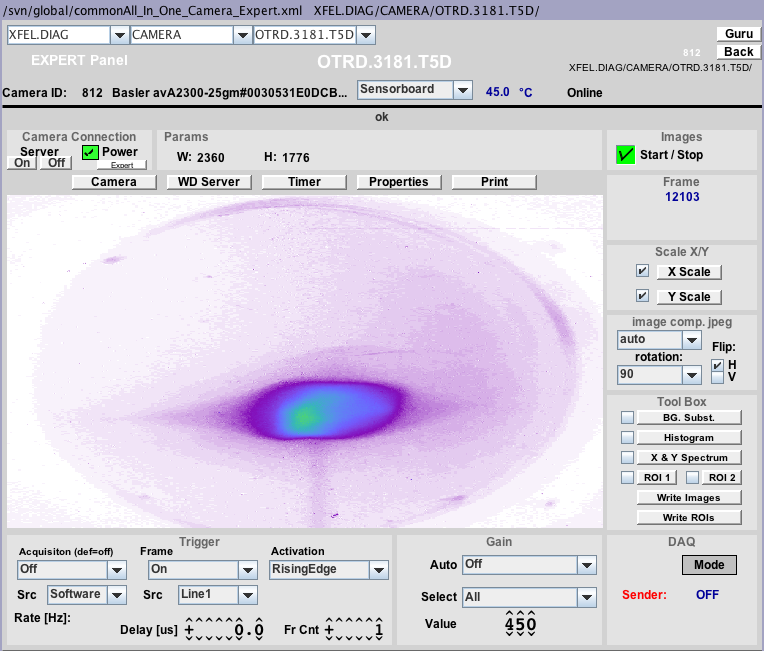 /svn/global/commonAll_In_One_Camera_Expert.xml XFEL.DIAG/CAMERA/OTRD.3181.T5D/
XFEL.DIAG CAMERA OTRD.3181.T5D Guru
EXPERT Panel OTRD.3181.T5D 812 Back
XFEL.DIAG/CAMERA/OTRD.3181.T5D/
Camera ID: 812 Basler avA2300-25gm#0030531E0DCB... Sensorboard 45.0 °C Online
ok
Camera Connection Params Images
Server Power W: 2360 H: 1776 Start / Stop
On Off Expert
Camera WD Server Timer Properties Print Frame
12103
Scale X/Y
X Scale
Y Scale
image comp. jpeg
auto Flip:
rotation: H
90 V
Tool Box
BG. Subst.
Histogram
X & Y Spectrum
ROI 1 ROI 2
Write Images
Write ROIs
Trigger Gain DAQ
Acquisiton (def=off) Frame Activation
Off On RisingEdge Auto Off Mode
Src Software Src Line1 Select All Sender: OFF
Rate [Hz]: Delay [us] + 0.0 Fr Cnt + 1 Value 450